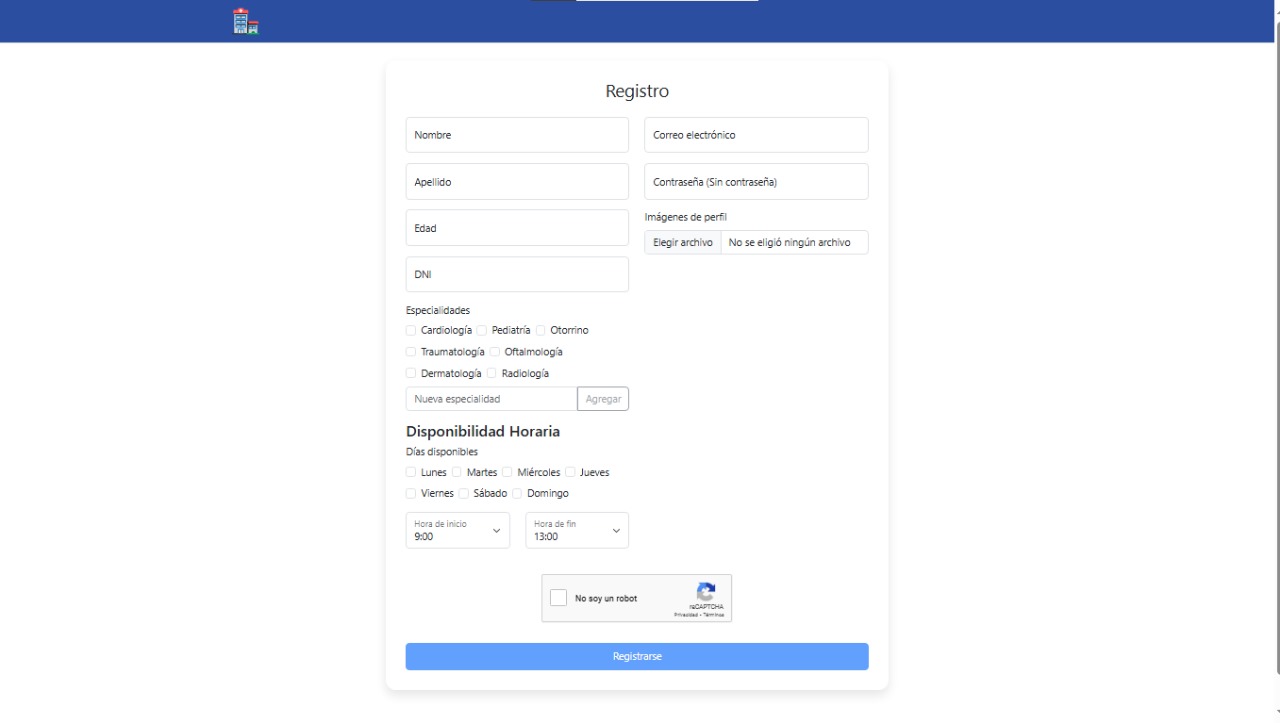 Registro
Nombre
Correo electrónico
Apellido
Contraseña (Sin contraseña)
Edad
Imágenes de perfil
Elegir archivo No se eligió ningún archivo
DNI
Especialidades
Cardiología Pediatría Otorrino
Traumatología Oftalmología
Dermatología Radiología
Nueva especialidad Agregar
Disponibilidad Horaria
Días disponibles
Lunes Martes Miércoles Jueves
Viernes Sábado Domingo
Hora de inicio
9:00
Hora de fin
13:00
No soy un robot
reCAPTCHA
Privacidad - Términos
Registrarse